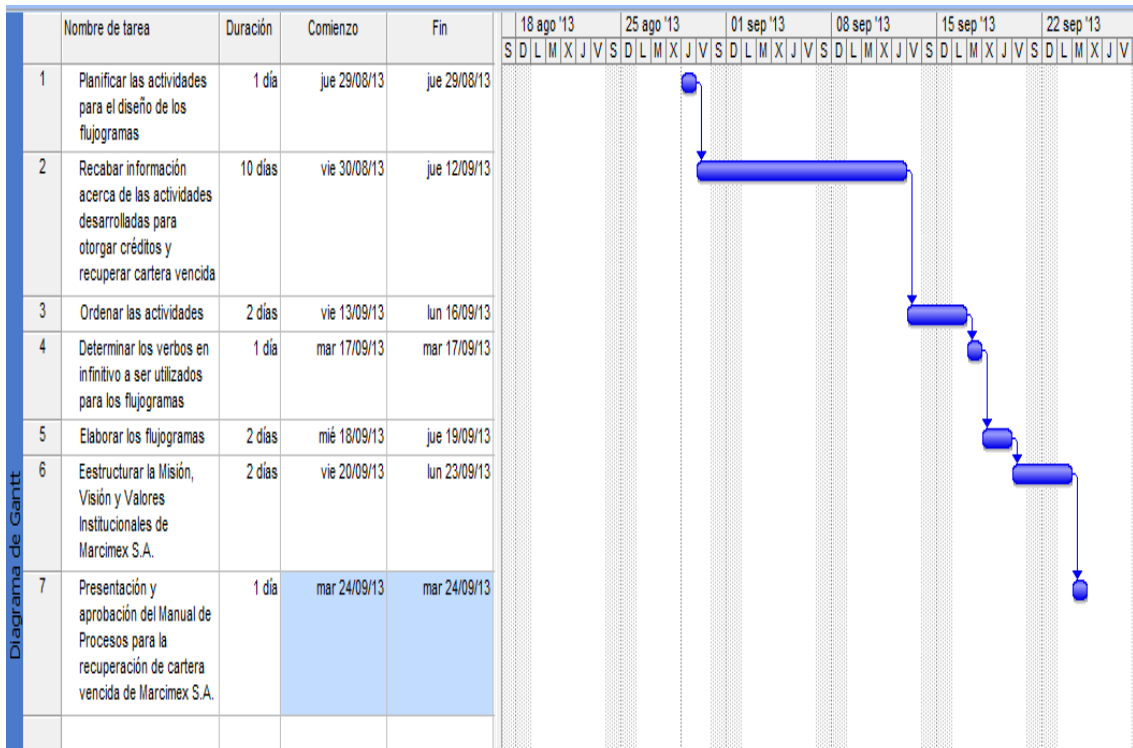 Nombre de tarea Duración Comienzo Fin 18 ago '13 25 ago '13 01 sep '13 08 sep '13 15 sep '13 22 sep '13
S D L M X J V S D L M X J V S D L M X J V S D L M X J V S D L M X J V S D L M X J V
1 Planificar las actividades 1 día jue 29/08/13 jue 29/08/13
para el diseño de los
flujogramas
2 Recabar información 10 días vie 30/08/13 jue 12/09/13
acerca de las actividades
desarrolladas para
otorgar créditos y
recuperar cartera vencida
3 Ordenar las actividades 2 días vie 13/09/13 lun 16/09/13
4 Determinar los verbos en 1 día mar 17/09/13 mar 17/09/13
infinitivo a ser utilizados
para los flujogramas
5 Elaborar los flujogramas 2 días mié 18/09/13 jue 19/09/13
6 Eestructurar la Misión, 2 días vie 20/09/13 lun 23/09/13
Visión y Valores
Institucionales de
Marcimex S.A.
7 Presentación y 1 día mar 24/09/13 mar 24/09/13
aprobación del Manual de
Procesos para la
recuperación de cartera
vencida de Marcimex S.A.
Diagrama de Gantt